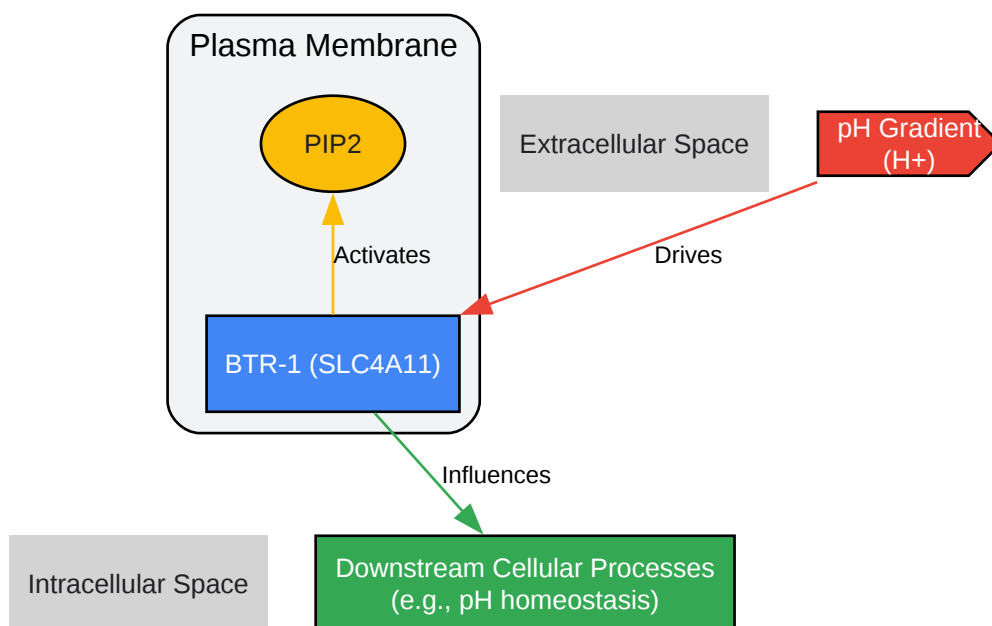 Plasma Membrane
PIP2
Extracellular Space
pH Gradient
(H+)
Activates
Drives
BTR-1 (SLC4A11)
Influences
Intracellular Space
Downstream Cellular Processes
(e.g., pH homeostasis)